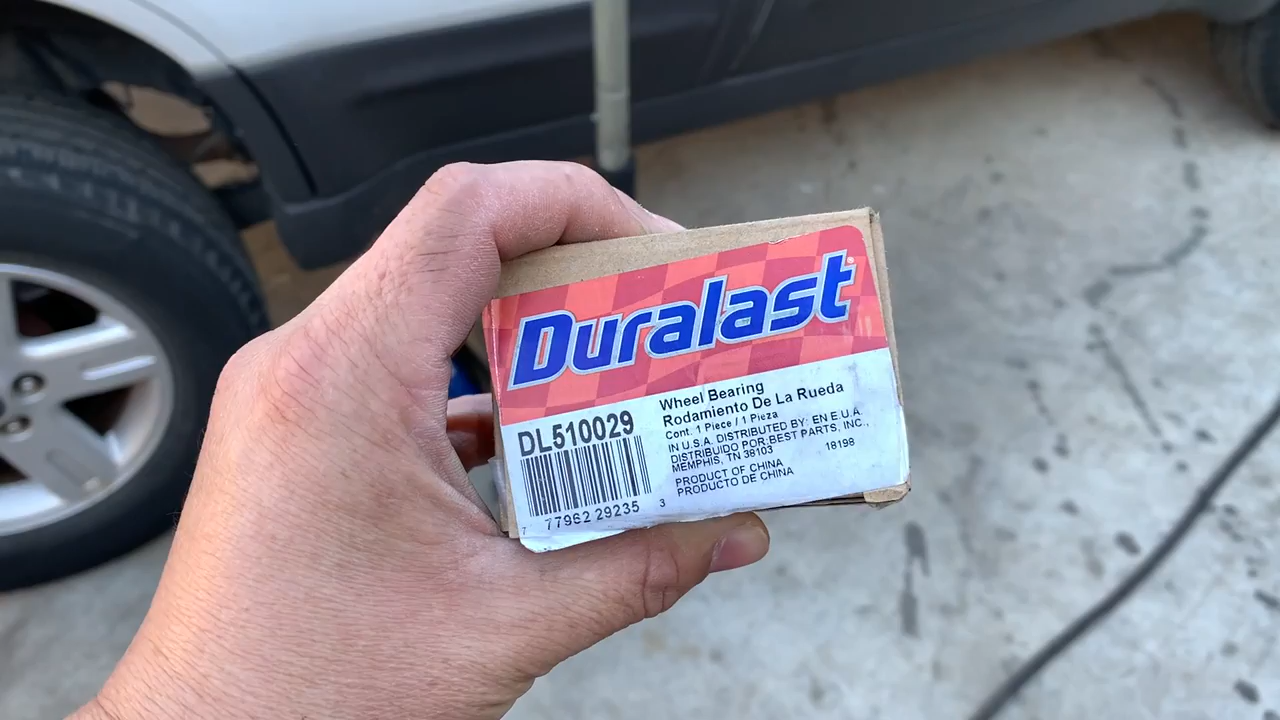 Duralast®
DL510029
7 77962 29235 3
Wheel Bearing
Rodamiento De La Rueda
Cont. 1 Piece / 1 Pieza
IN U.S.A. DISTRIBUTED BY: EN E.U.A.
DISTRIBUIDO POR:BEST PARTS, INC.,
MEMPHIS, TN 38103 18198
PRODUCT OF CHINA
PRODUCTO DE CHINA